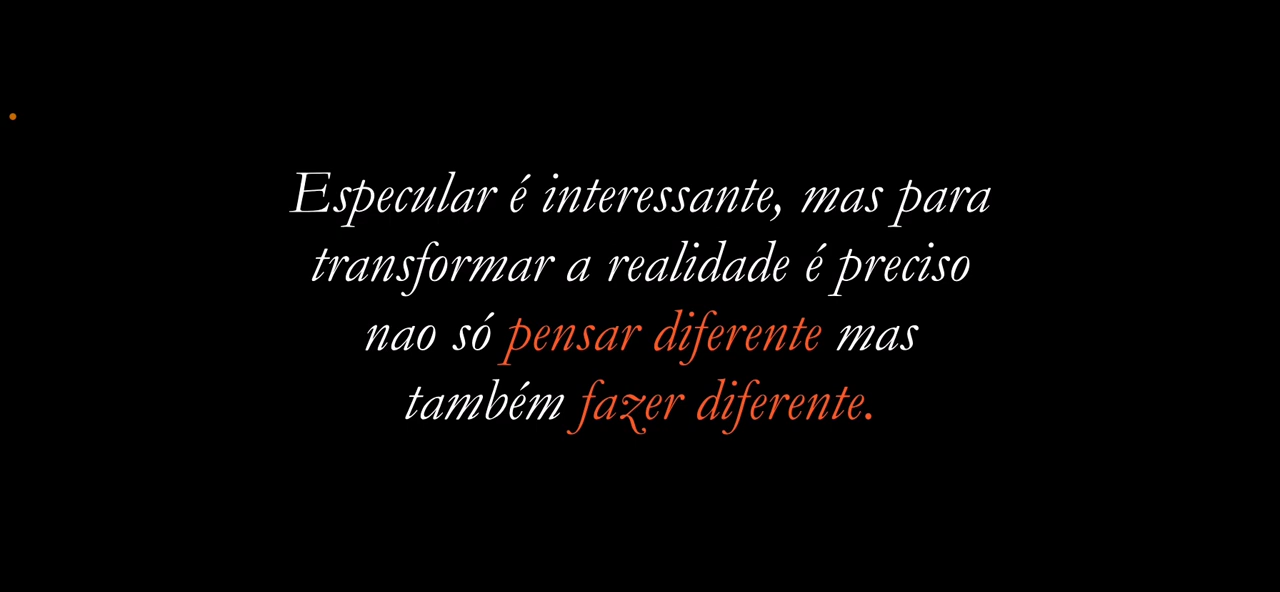 Especular é interessante, mas para
transformar a realidade é preciso
nao só pensar diferente mas
também fazer diferente.